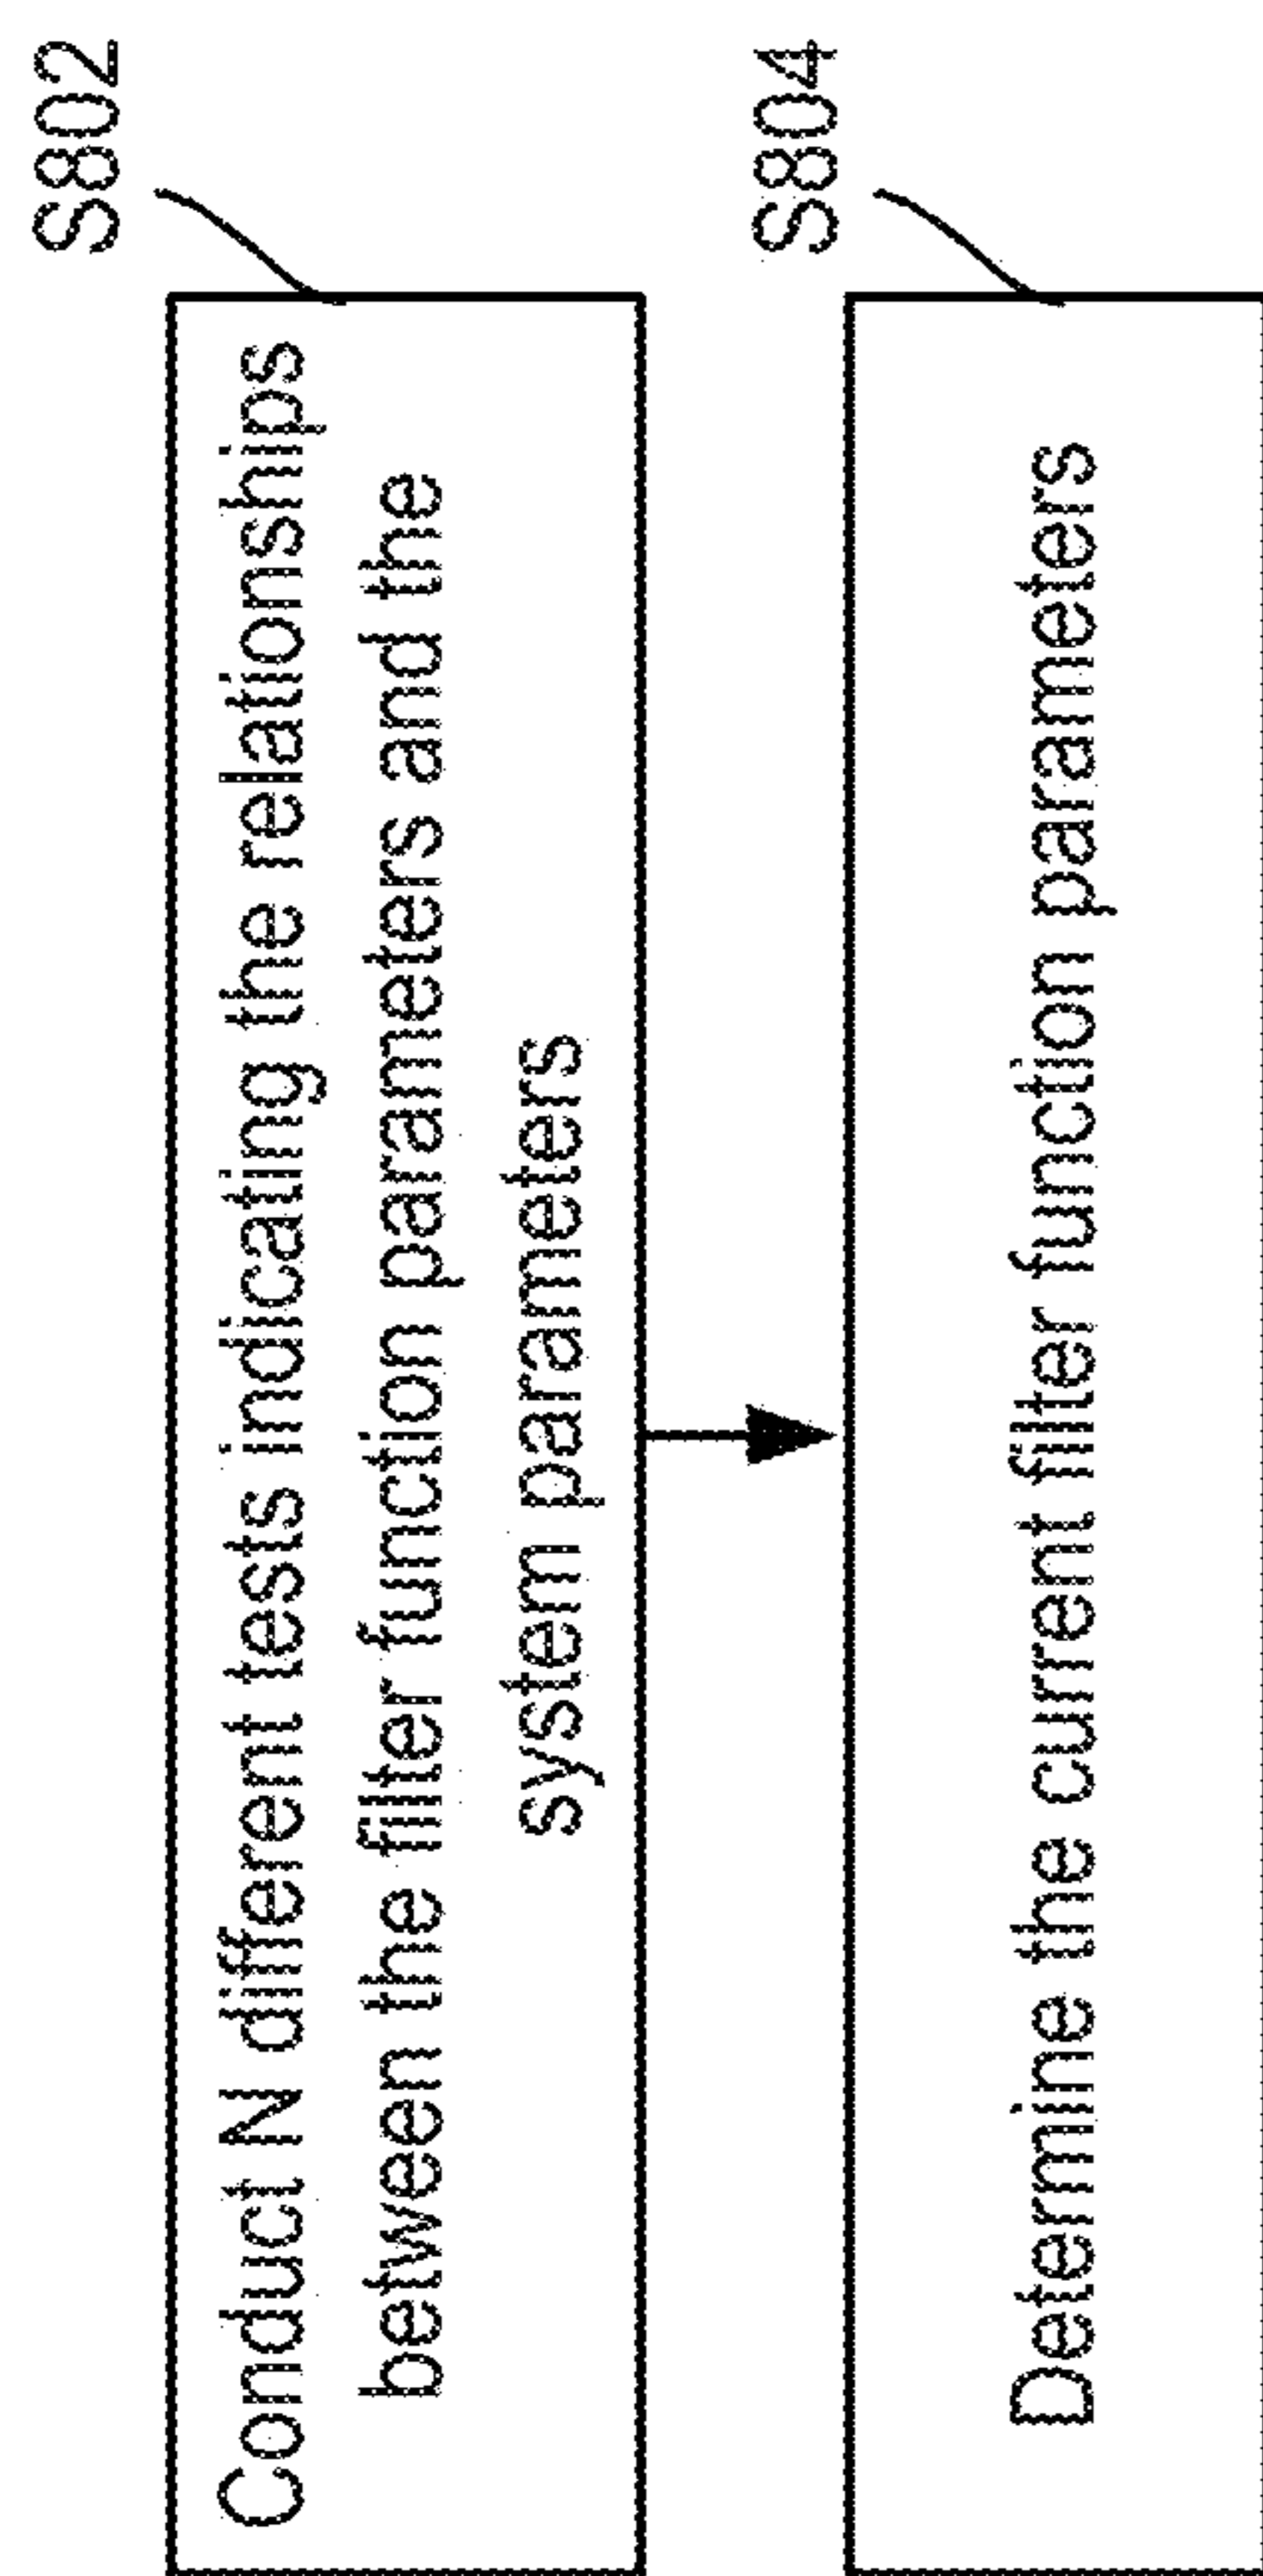 S802
Conduct N different tests indicating the relationships
between the filter function parameters and the
system parameters
S804
Determine the current filter function parameters